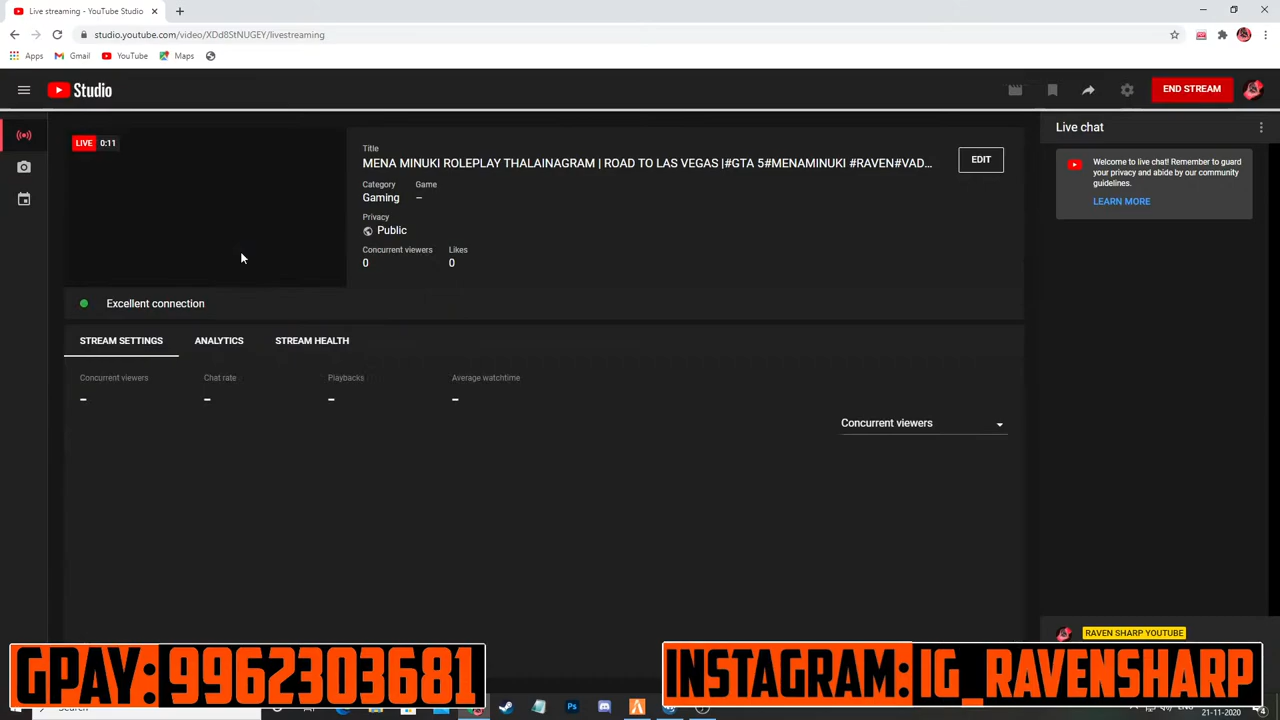 Live streaming - YouTube Studio
studio.youtube.com/video/XDd8StNUGEY/livestreaming
Apps Gmail YouTube Maps
Studio
END STREAM
LIVE 0:11
Title
MENA MINUKI ROLEPLAY THALAINAGRAM | ROAD TO LAS VEGAS |#GTA 5#MENAMINUKI #RAVEN#VAD...
EDIT
Category Game
Gaming –
Privacy
Public
Concurrent viewers Likes
0 0
Excellent connection
STREAM SETTINGS ANALYTICS STREAM HEALTH
Concurrent viewers Chat rate Playbacks Average watchtime
– – – –
Concurrent viewers
Live chat
Welcome to live chat! Remember to guard
your privacy and abide by our community
guidelines.
LEARN MORE
RAVEN SHARP YOUTUBE
GPAY:9962303681
INSTAGRAM:IG_RAVENSHARP
21-11-2020
4